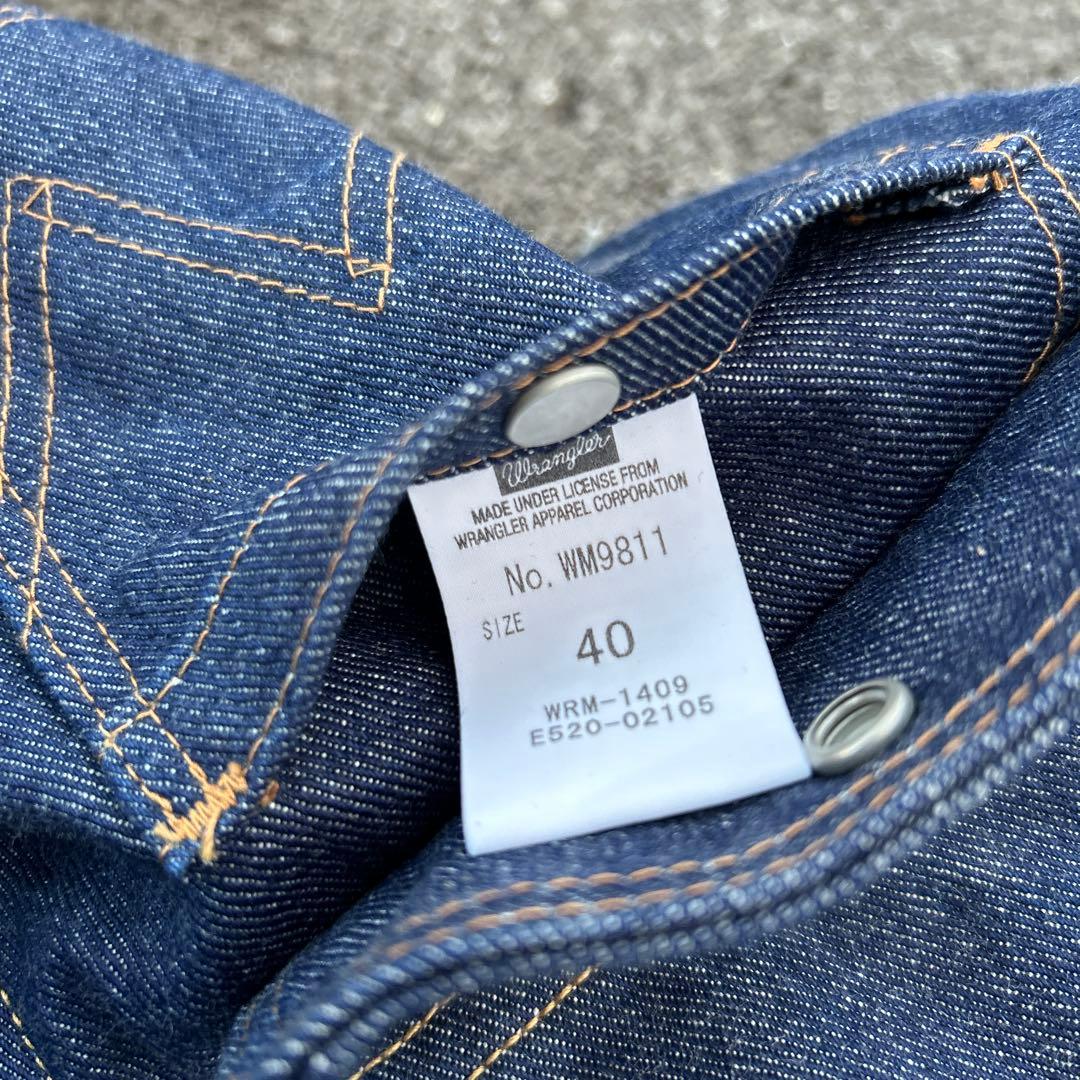 Wrangler
MADE UNDER LICENSE FROM
WRANGLER APPAREL CORPORATION
No. WM9811
SIZE
40
WRM-1409
E520-02105